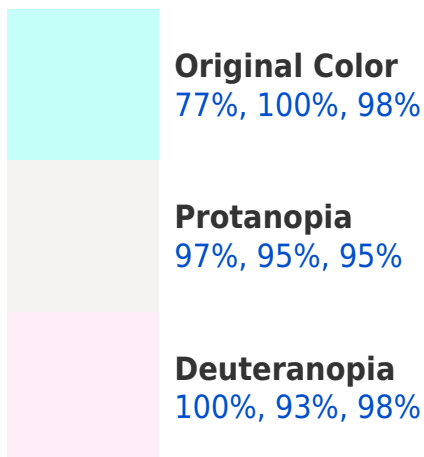 Original Color
77%, 100%, 98%
Protanopia
97%, 95%, 95%
Deuteranopia
100%, 93%, 98%